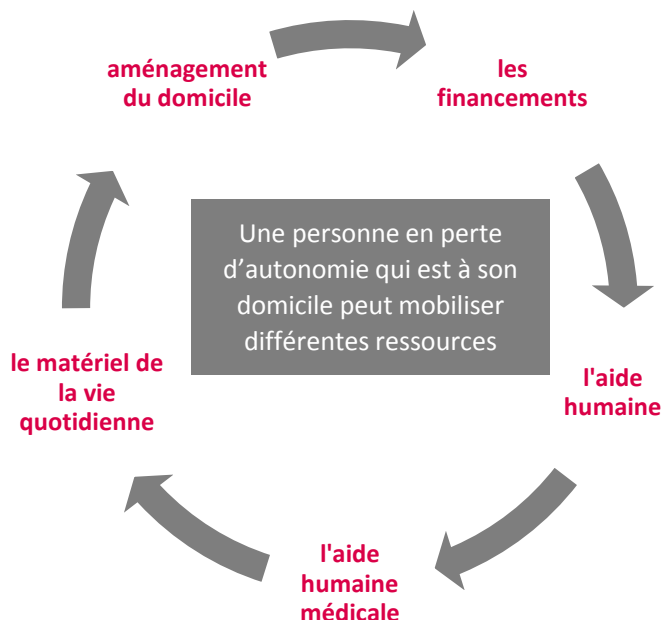 aménagement
du domicile
les
financements
Une personne en perte
d’autonomie qui est à son
domicile peut mobiliser
différentes ressources
l'aide
humaine
l'aide
humaine
médicale
le matériel de
la vie
quotidienne